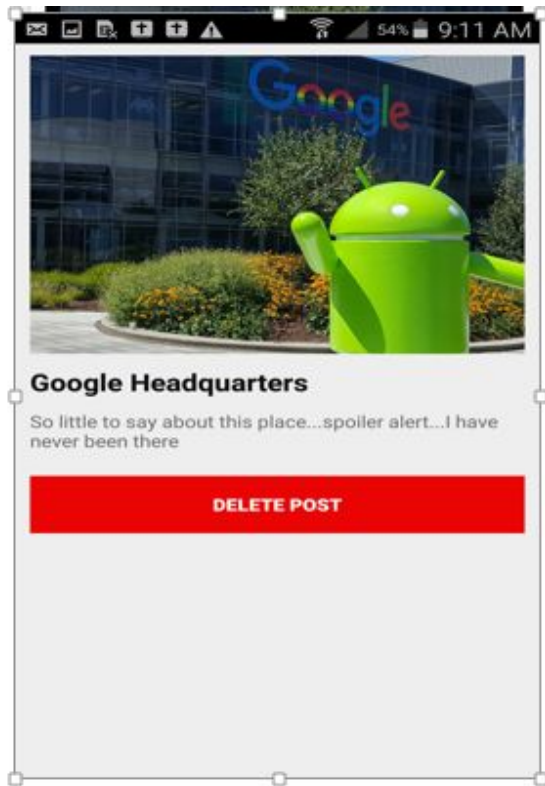 54% 9:11 AM
Google
Google Headquarters
So little to say about this place...spoiler alert...I have
never been there
DELETE POST